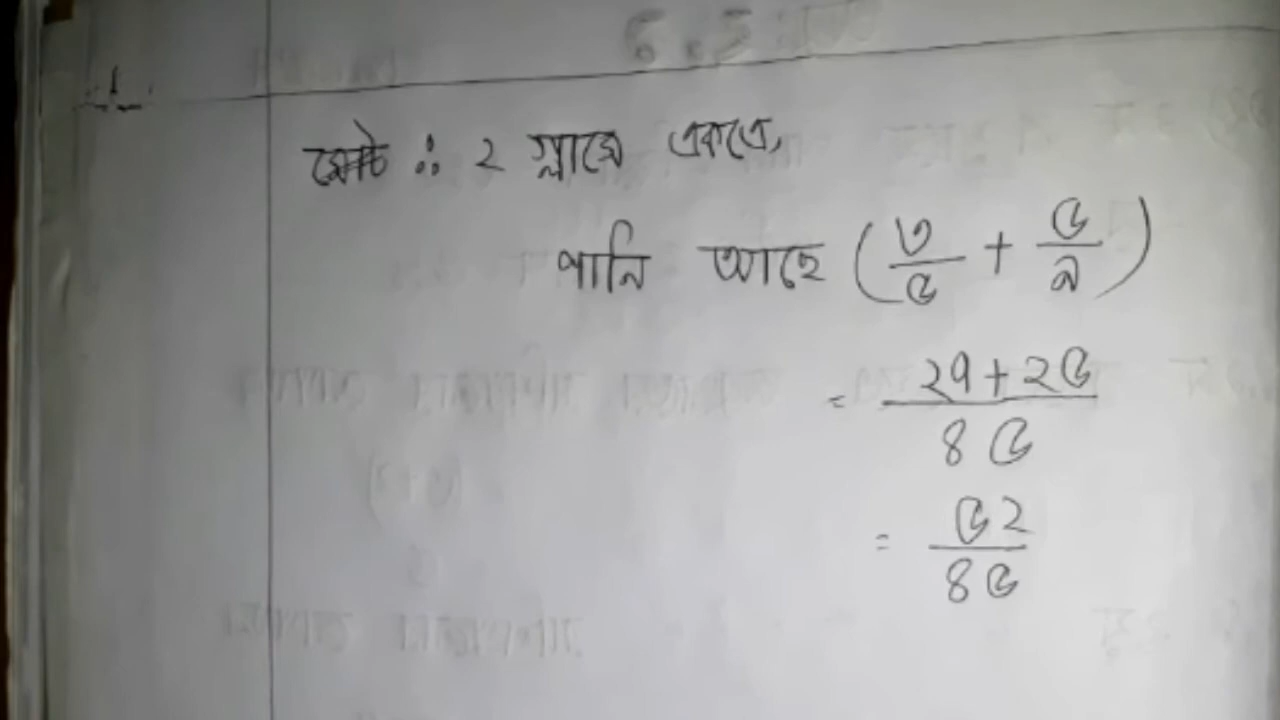 মোট ∴ ২ গ্লাসে একত্রে,
পানি আছে (৩/৫ + ৫/৯)
= ২৭+২৫/৪৫
= ৫২/৪৫